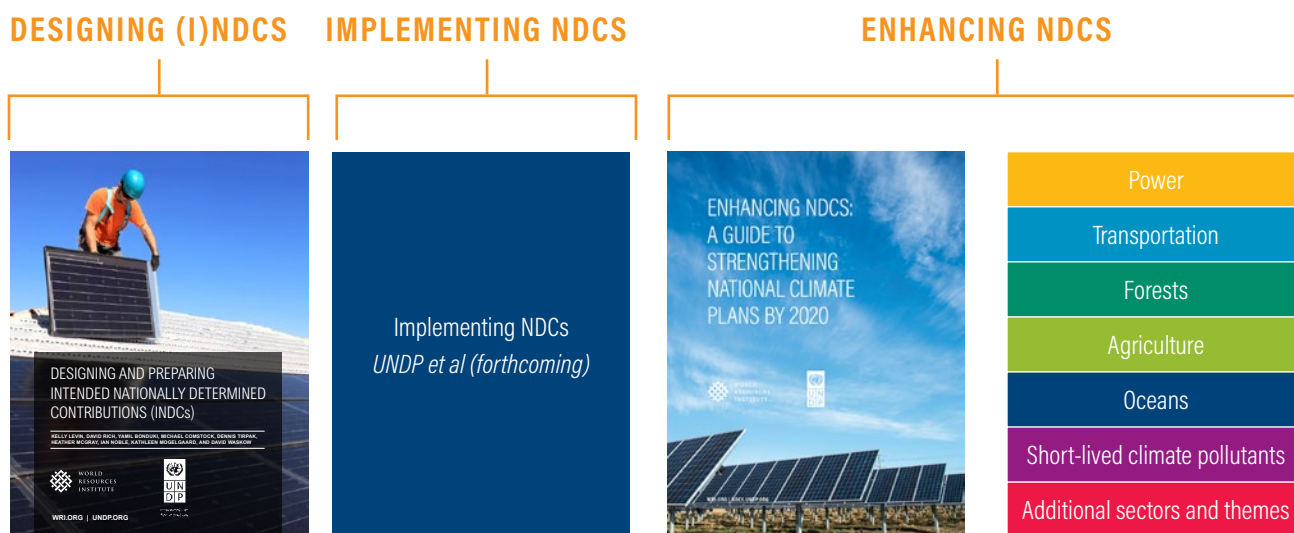 DESIGNING (I)NDCS
IMPLEMENTING NDCS
ENHANCING NDCS
DESIGNING AND PREPARING
INTENDED NATIONALLY DETERMINED
CONTRIBUTIONS (INDCs)
KELLY LEVIN, DAVID RICH, YAMIL BONDUKI, MICHAEL COMSTOCK, DENNIS TIRPAK,
HEATHER MCGRAY, IAN NOBLE, KATHLEEN MOGELGAARD, AND DAVID WASKOW
WORLD
RESOURCES
INSTITUTE
U N
D P
WRI.ORG | UNDP.ORG
Implementing NDCs
UNDP et al (forthcoming)
ENHANCING NDCS:
A GUIDE TO
STRENGTHENING
NATIONAL CLIMATE
PLANS BY 2020
WORLD
RESOURCES
INSTITUTE
U N
D P
Power
Transportation
Forests
Agriculture
Oceans
Short-lived climate pollutants
Additional sectors and themes